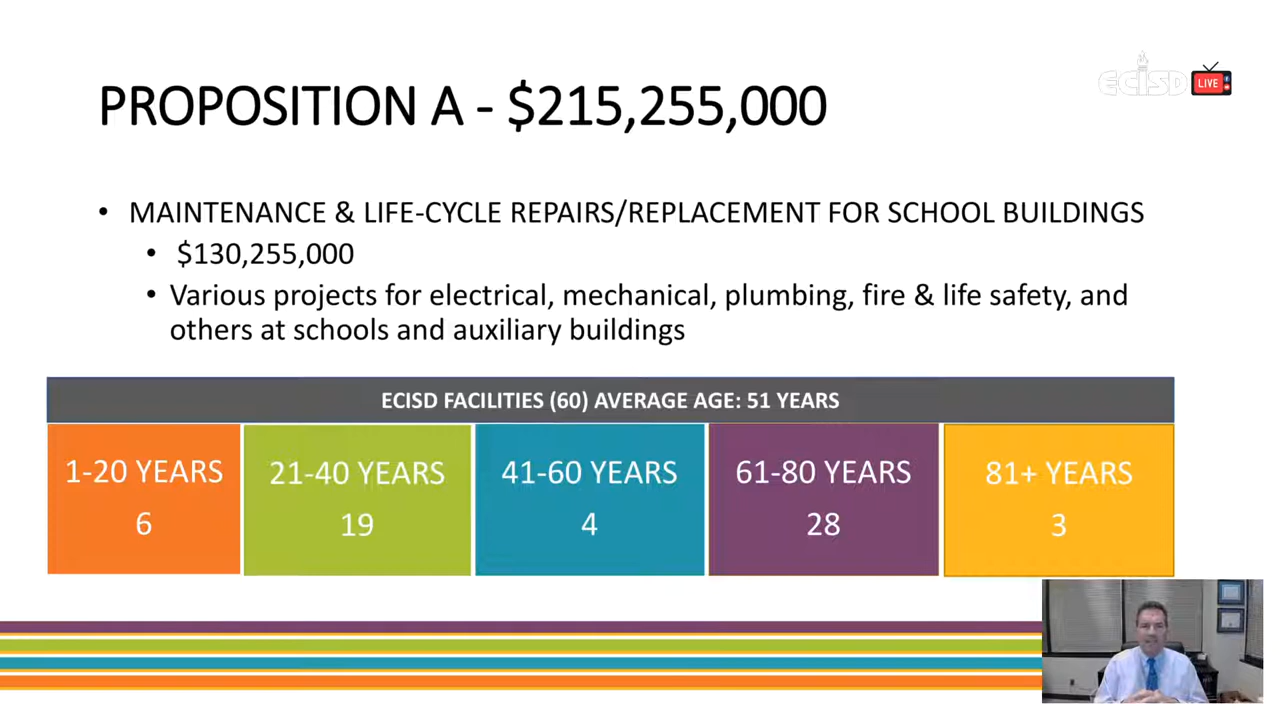 ECISD LIVE
PROPOSITION A - $215,255,000
• MAINTENANCE & LIFE-CYCLE REPAIRS/REPLACEMENT FOR SCHOOL BUILDINGS
• $130,255,000
• Various projects for electrical, mechanical, plumbing, fire & life safety, and
others at schools and auxiliary buildings
ECISD FACILITIES (60) AVERAGE AGE: 51 YEARS
1-20 YEARS 21-40 YEARS 41-60 YEARS 61-80 YEARS 81+ YEARS
6 19 4 28 3